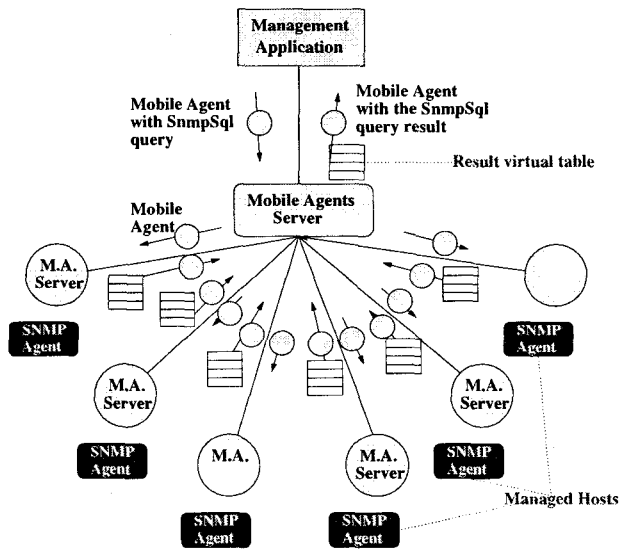 Management
Application
Mobile Agent
with SnmpSql
query
Mobile Agent
with the SnmpSql
query result
Result virtual table
Mobile Agents
Server
Mobile
Agent
M.A.
Server
SNMP
Agent
SNMP
Agent
M.A.
Server
M.A.
Server
SNMP
Agent
SNMP
Agent
M.A.
M.A.
Server
Managed Hosts
SNMP
Agent
SNMP
Agent